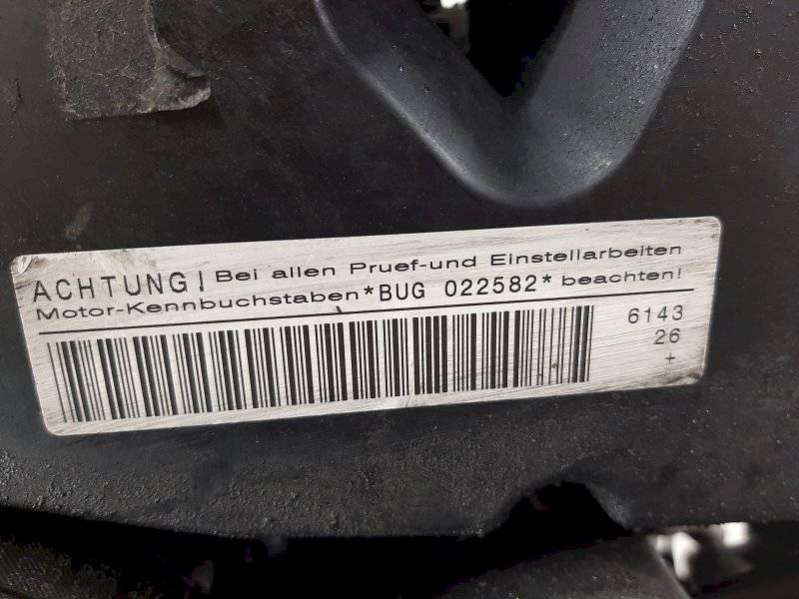 ACHTUNG! Bei allen Pruef-und Einstellarbeiten
Motor-Kennbuchstaben *BUG 022582* beachten!
6143
26
+